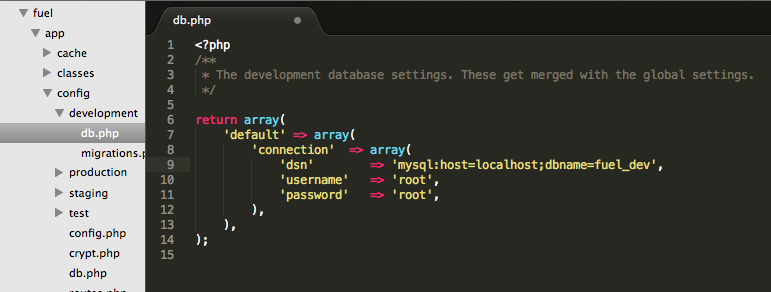 fuel
app
cache
classes
config
development
db.php
migrations.p
production
staging
test
config.php
crypt.php
db.php
routes.php
db.php
1 <?php
2 /**
3  * The development database settings. These get merged with the global settings.
4  */
5
6 return array(
7     'default' => array(
8         'connection'  => array(
9             'dsn'        => 'mysql:host=localhost;dbname=fuel_dev',
10             'username'   => 'root',
11             'password'   => 'root',
12         ),
13     ),
14 );
15